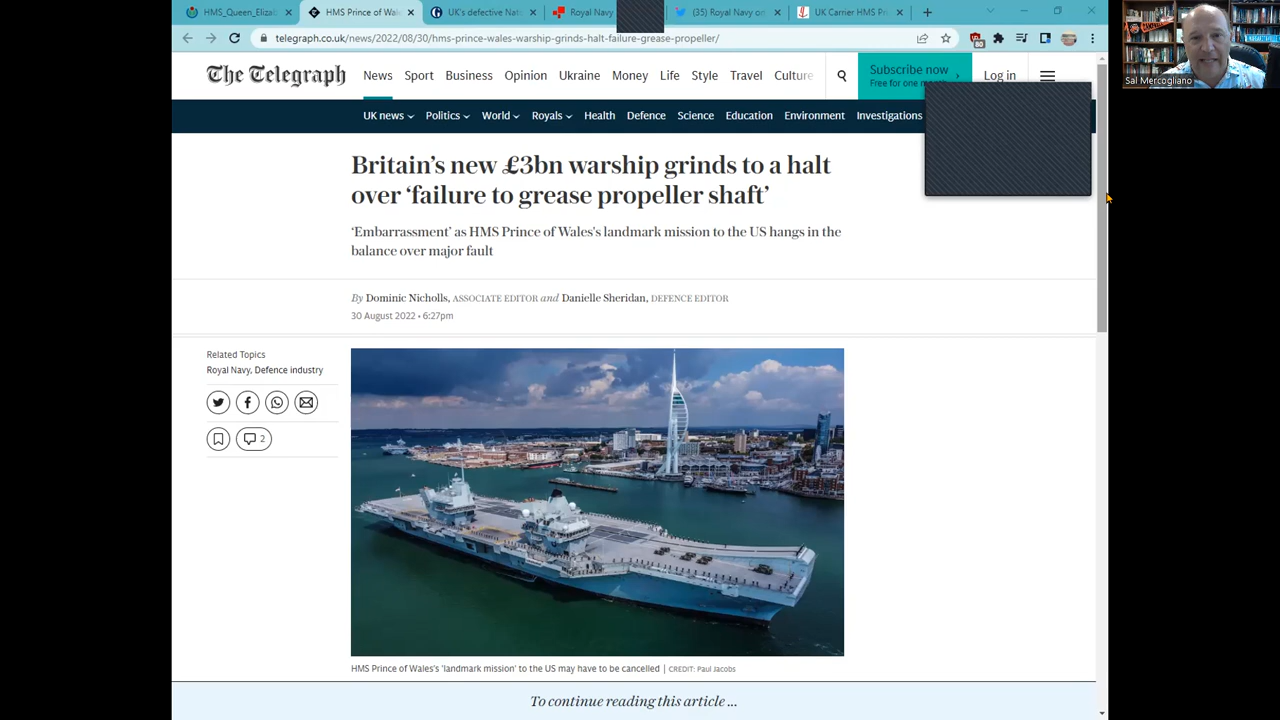 HMS_Queen_Elizab
HMS Prince of Wale
UK's defective Nat
Royal Navy
(35) Royal Navy on
UK Carrier HMS Pri
telegraph.co.uk/news/2022/08/30/hms-prince-wales-warship-grinds-halt-failure-grease-propeller/
Sal Mercogliano
The Telegraph
News Sport Business Opinion Ukraine Money Life Style Travel Culture
Subscribe now
Free for one m
Log in
UK news Politics World Royals Health Defence Science Education Environment Investigations
Britain's new £3bn warship grinds to a halt
over 'failure to grease propeller shaft'
'Embarrassment' as HMS Prince of Wales's landmark mission to the US hangs in the
balance over major fault
By Dominic Nicholls, ASSOCIATE EDITOR and Danielle Sheridan, DEFENCE EDITOR
30 August 2022 • 6:27pm
Related Topics
Royal Navy, Defence industry
2
HMS Prince of Wales's 'landmark mission' to the US may have to be cancelled | CREDIT: Paul Jacobs
To continue reading this article ...